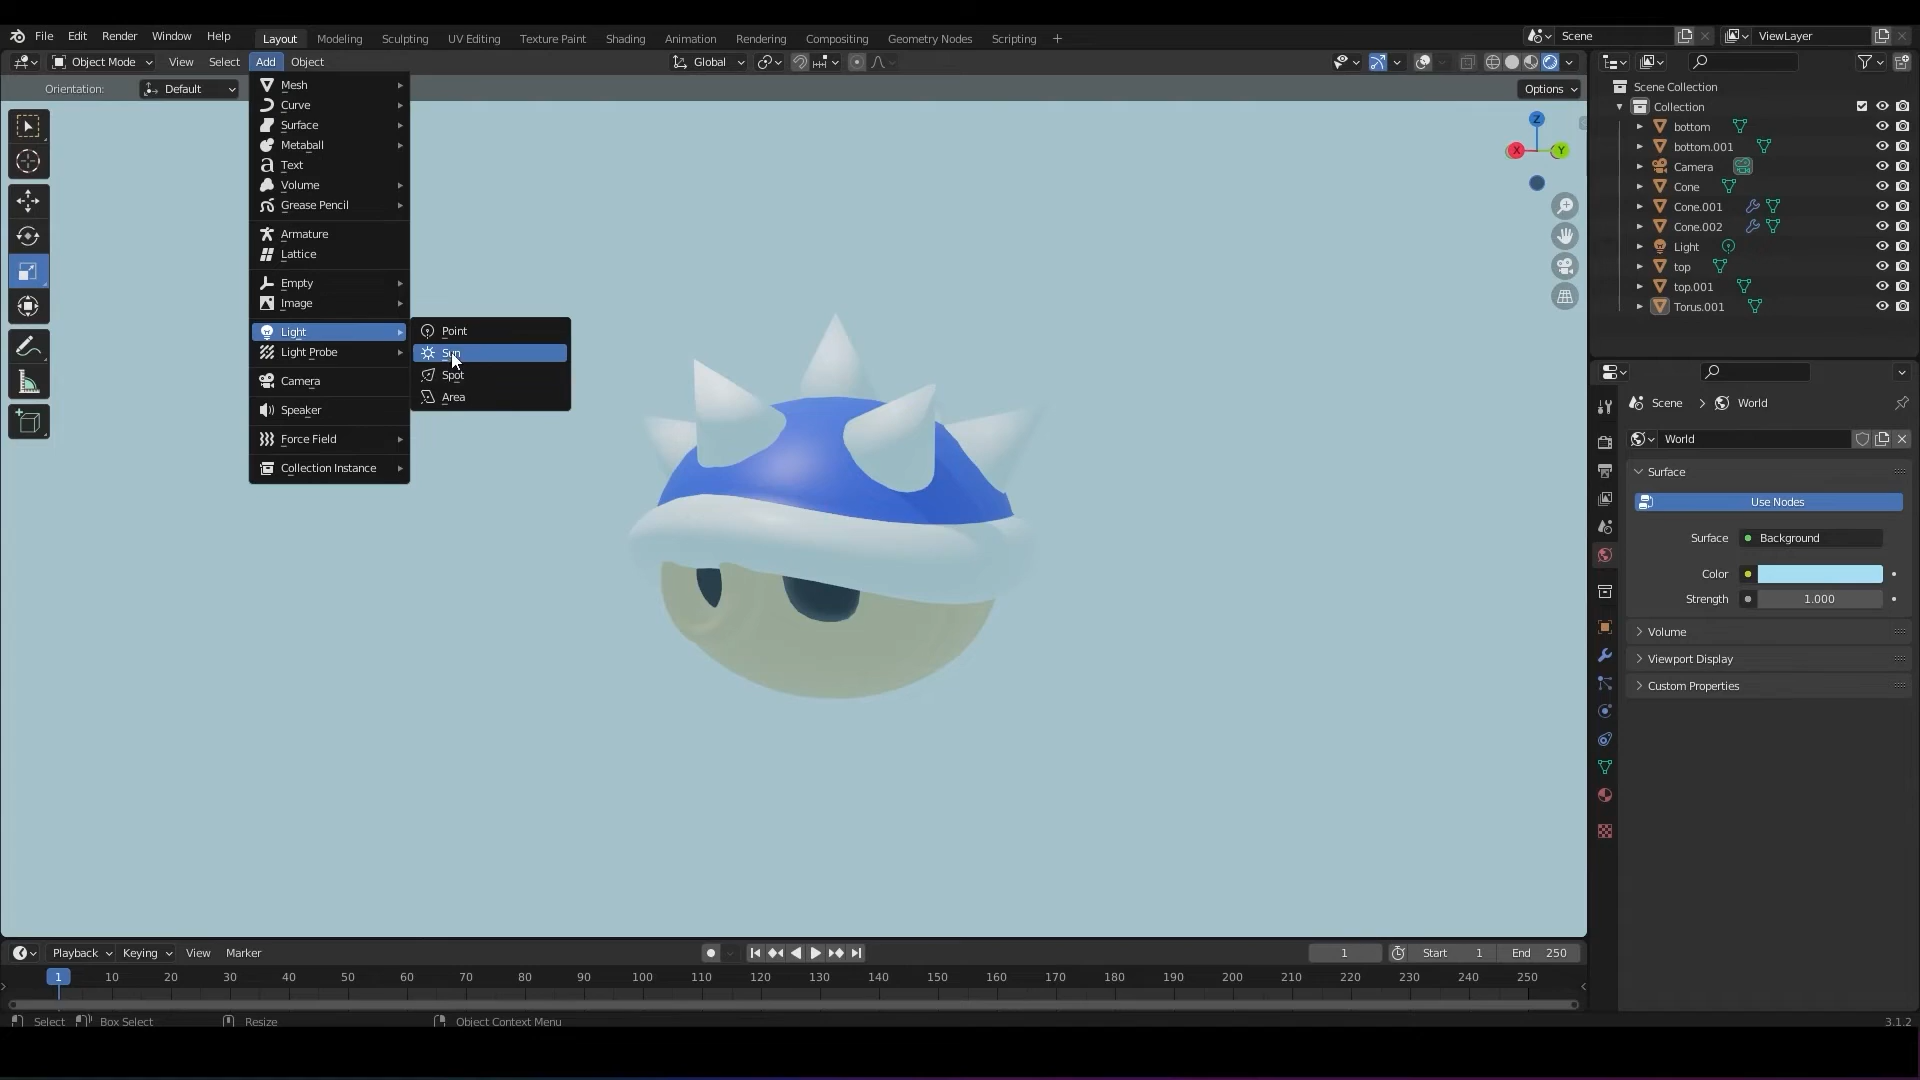 File Edit Render Window Help Layout Modeling Sculpting UV Editing Texture Paint Shading Animation Rendering Compositing Geometry Nodes Scripting + Scene ViewLayer
Object Mode View Select Add Object Global
Orientation: Default Options
Mesh
Curve
Surface
Metaball
Text
Volume
Grease Pencil
Armature
Lattice
Empty
Image
Light
Light Probe
Camera
Speaker
Force Field
Collection Instance
Point
Sun
Spot
Area
Z
X Y
Scene Collection
Collection
bottom
bottom.001
Camera
Cone
Cone.001
Cone.002
Light
top
top.001
Torus.001
Scene World
World
Surface
Use Nodes
Surface Background
Color
Strength 1.000
Volume
Viewport Display
Custom Properties
Playback Keying View Marker 1 Start 1 End 250
1 10 20 30 40 50 60 70 80 90 100 110 120 130 140 150 160 170 180 190 200 210 220 230 240 250
Select Box Select Resize Object Context Menu 3.1.2